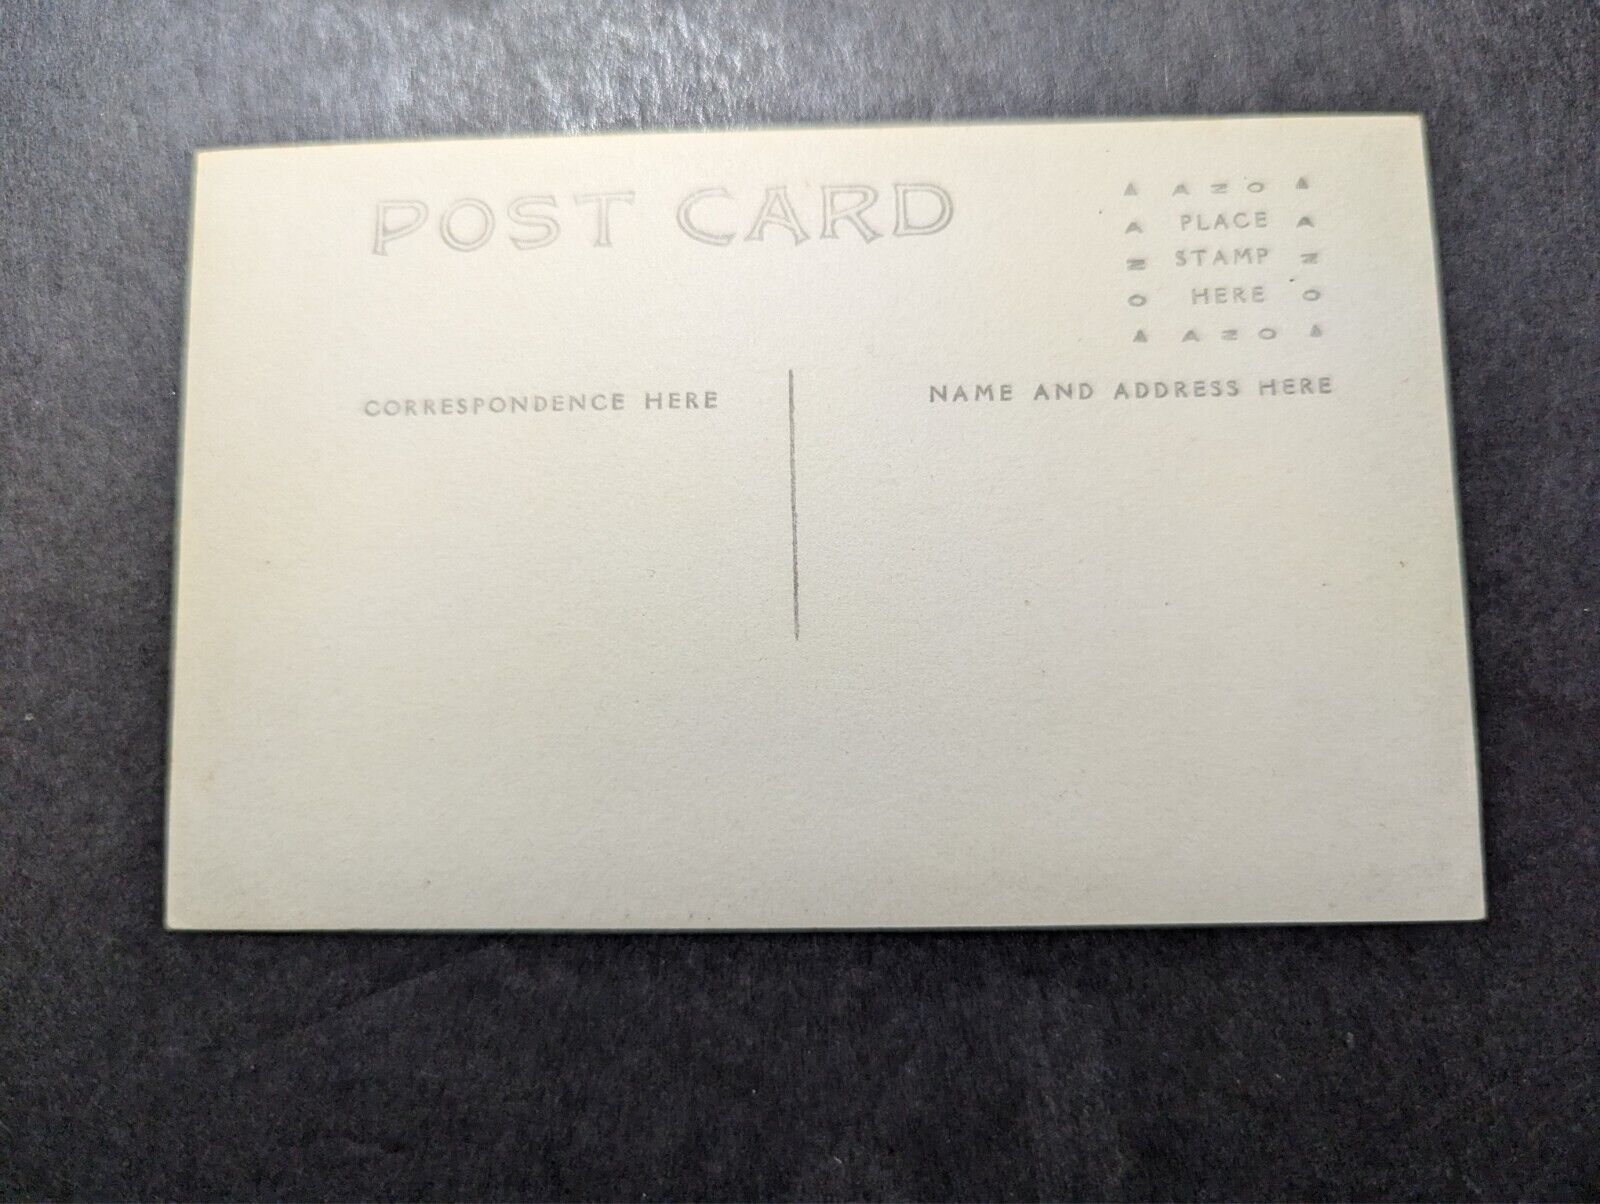 POST CARD
▲ AZO ▲
A PLACE A
Z STAMP Z
O HERE O
▲ AZO ▲
CORRESPONDENCE HERE
NAME AND ADDRESS HERE